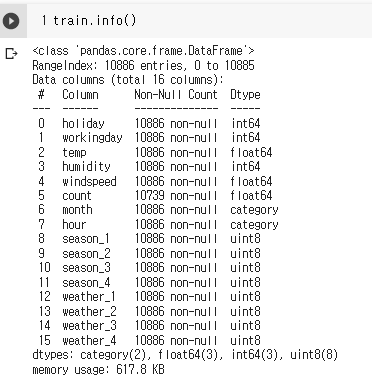 1 train.info()
<class 'pandas.core.frame.DataFrame'>
RangeIndex: 10886 entries, 0 to 10885
Data columns (total 16 columns):
 #   Column      Non-Null Count  Dtype
---  ------      --------------  -----
 0   holiday     10886 non-null  int64
 1   workingday  10886 non-null  int64
 2   temp        10886 non-null  float64
 3   humidity    10886 non-null  int64
 4   windspeed   10886 non-null  float64
 5   count       10739 non-null  float64
 6   month       10886 non-null  category
 7   hour        10886 non-null  category
 8   season_1    10886 non-null  uint8
 9   season_2    10886 non-null  uint8
 10  season_3    10886 non-null  uint8
 11  season_4    10886 non-null  uint8
 12  weather_1   10886 non-null  uint8
 13  weather_2   10886 non-null  uint8
 14  weather_3   10886 non-null  uint8
 15  weather_4   10886 non-null  uint8
dtypes: category(2), float64(3), int64(3), uint8(8)
memory usage: 617.8 KB